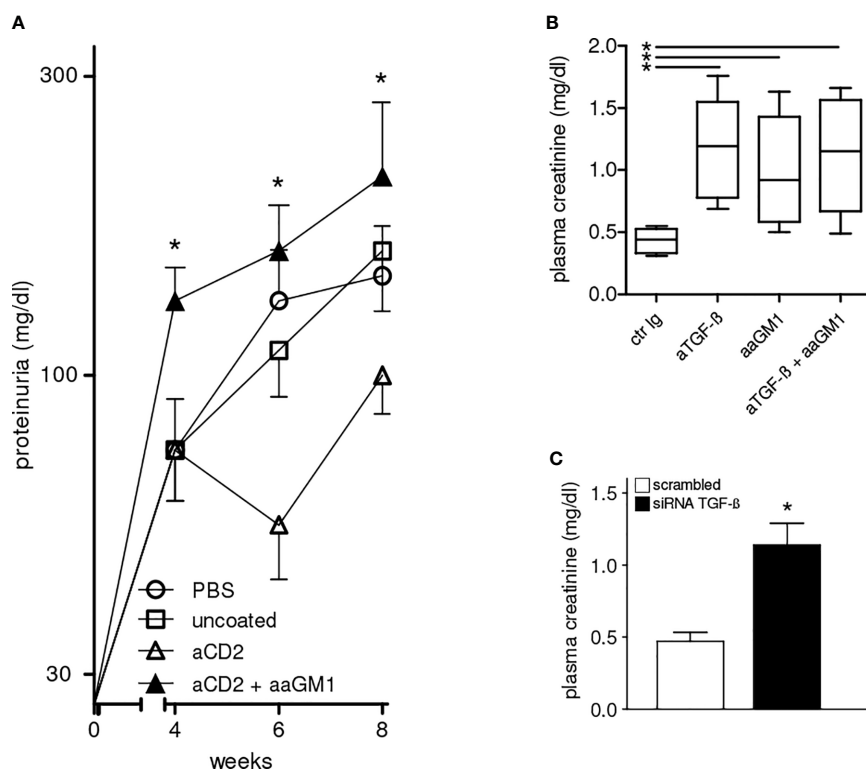 A
300
100
30
proteinuria (mg/dl)
* * *
PBS
uncoated
aCD2
aCD2 + aaGM1
0 4 6 8
weeks
B
2.0
1.5
1.0
0.5
0.0
plasma creatinine (mg/dl)
*
*
*
ctr Ig
aTGF-ß
aaGM1
aTGF-ß + aaGM1
C
1.5
1.0
0.5
0.0
plasma creatinine (mg/dl)
scrambled
siRNA TGF-ß
*